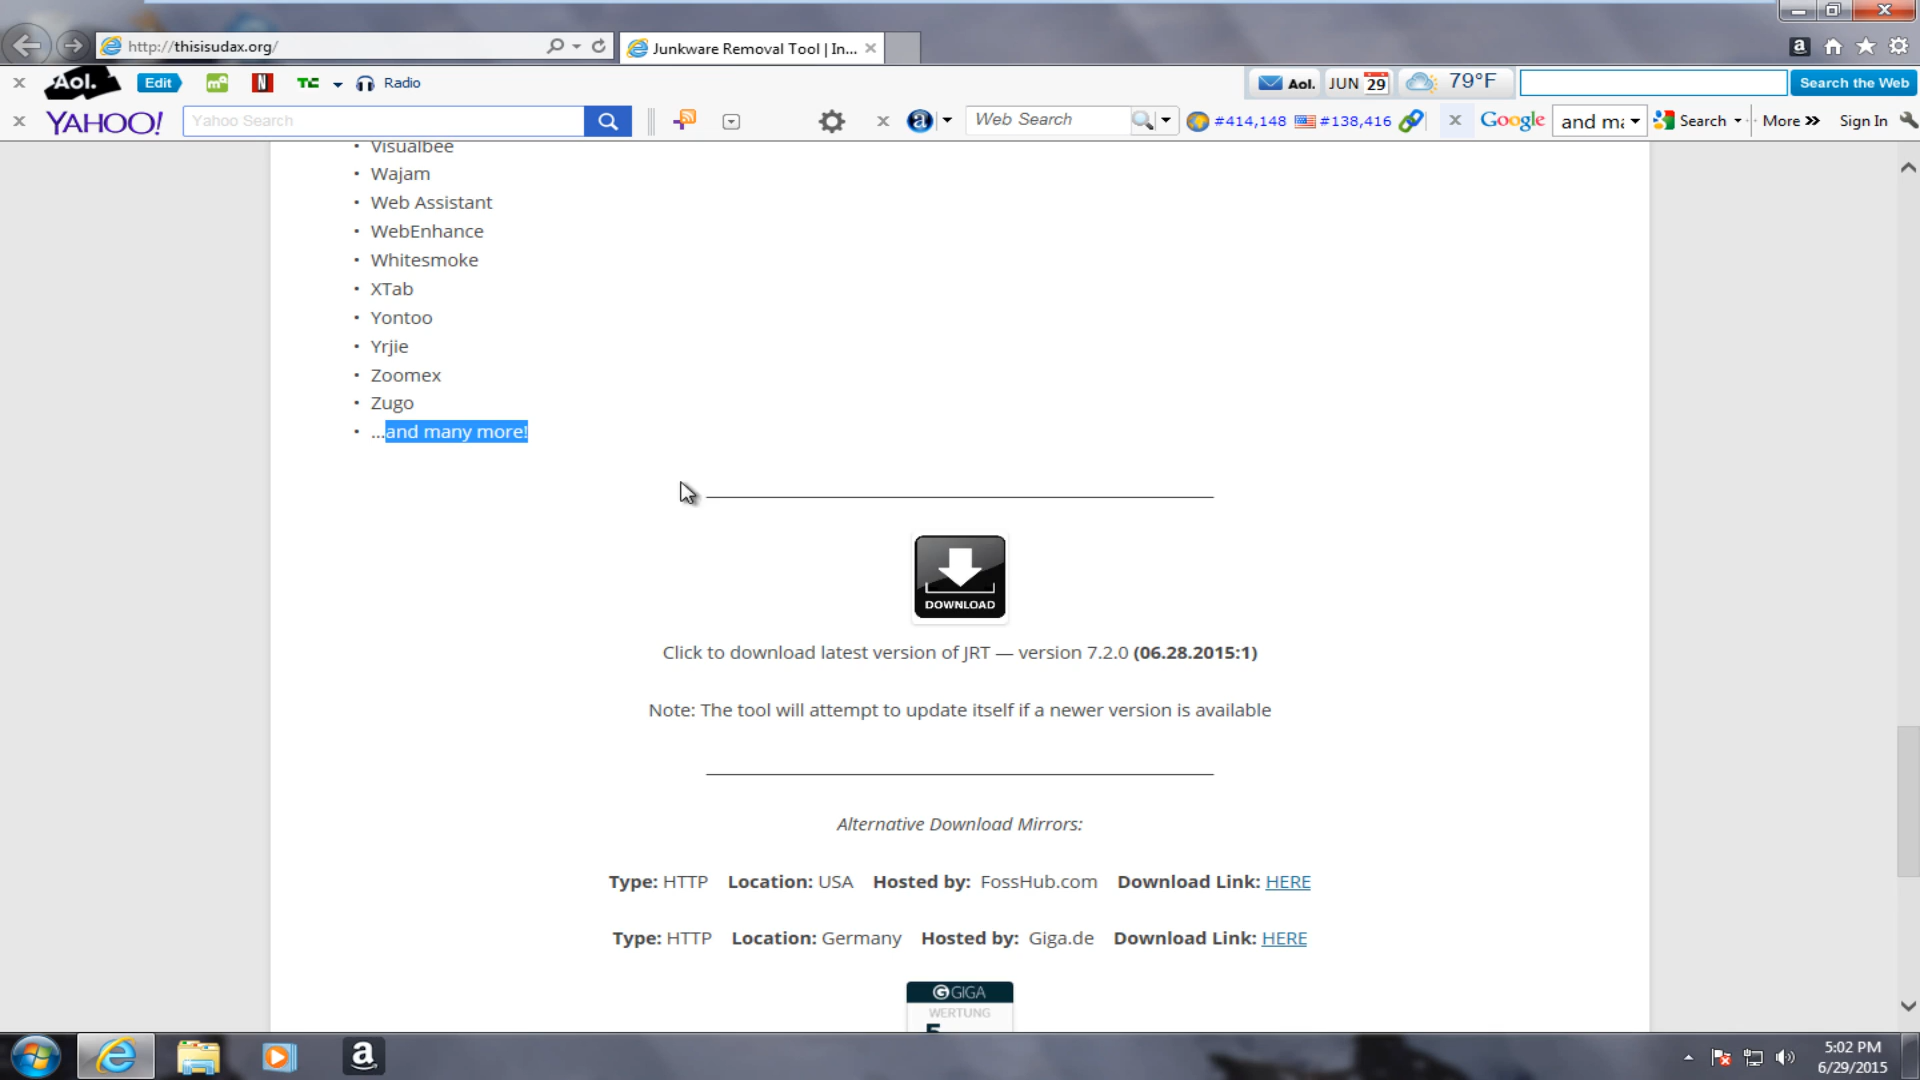 http://thisisudax.org/
Junkware Removal Tool | In...
a
Aol.
Edit
N
TC
Radio
Aol.
JUN 29
79°F
Search the Web
YAHOO!
Yahoo Search
a
Web Search
#414,148
#138,416
Google
Search
More »
Sign In
Visualbee
Wajam
Web Assistant
WebEnhance
Whitesmoke
XTab
Yontoo
Yrjie
Zoomex
Zugo
...and many more!
DOWNLOAD
Click to download latest version of JRT — version 7.2.0 (06.28.2015:1)
Note: The tool will attempt to update itself if a newer version is available
Alternative Download Mirrors:
Type: HTTP Location: USA Hosted by: FossHub.com Download Link: HERE
Type: HTTP Location: Germany Hosted by: Giga.de Download Link: HERE
GIGA
WERTUNG
a
5:02 PM
6/29/2015